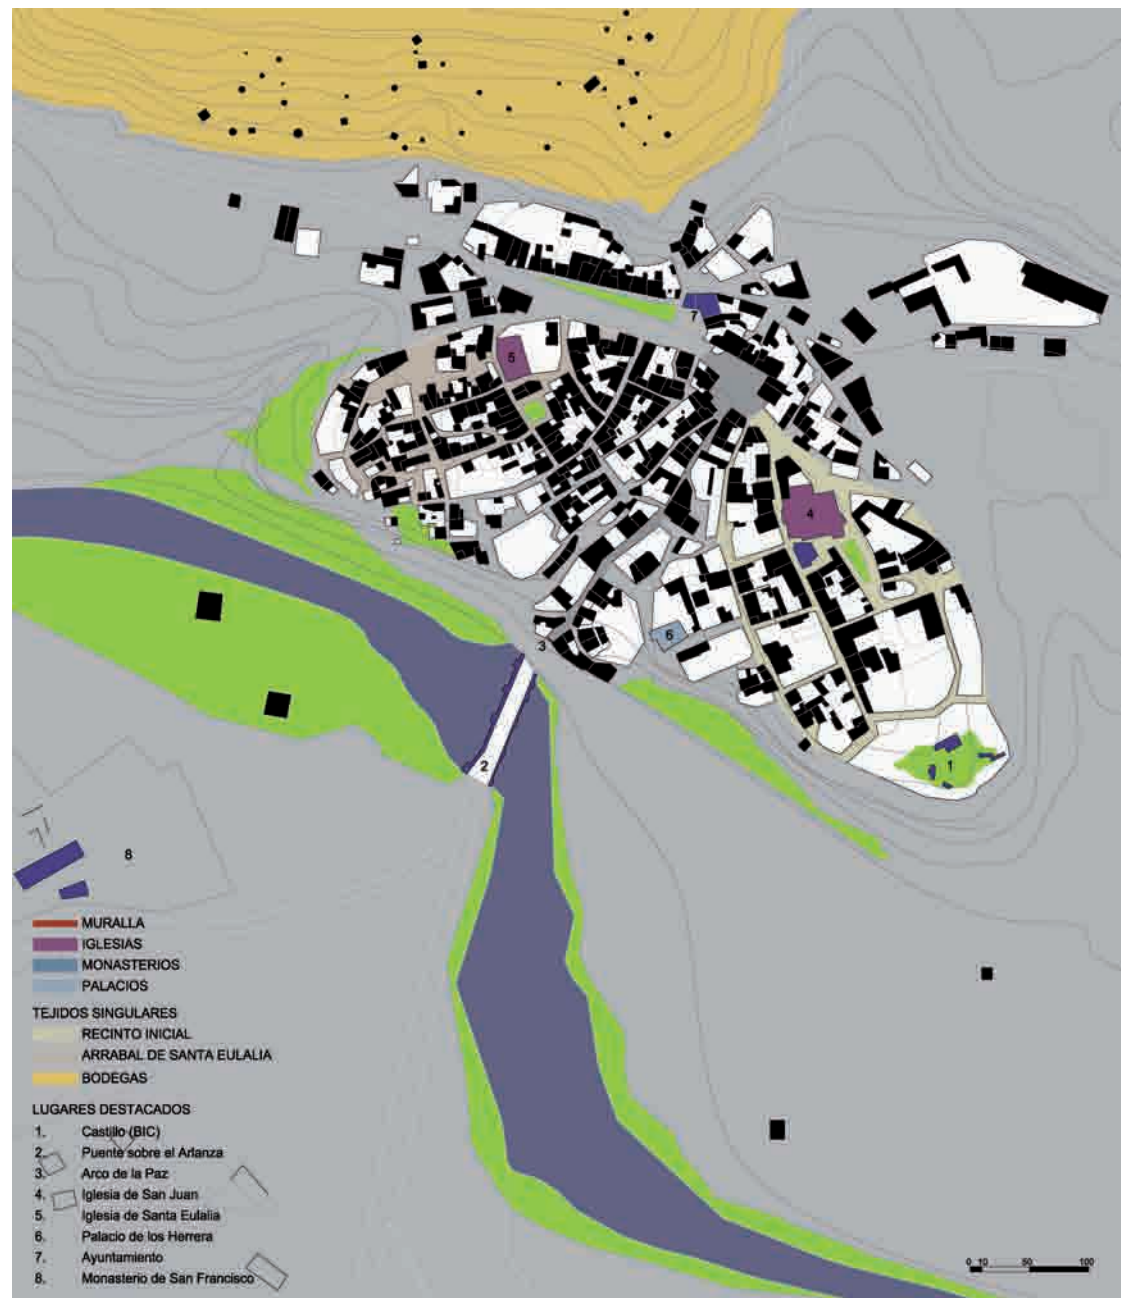 7
5
4
6
3
2
1
8
MURALLA
IGLESIAS
MONASTERIOS
PALACIOS
TEJIDOS SINGULARES
RECINTO INICIAL
ARRABAL DE SANTA EULALIA
BODEGAS
LUGARES DESTACADOS
1. Castillo (BIC)
2. Puente sobre el Arlanza
3. Arco de la Paz
4. Iglesia de San Juan
5. Iglesia de Santa Eulalia
6. Palacio de los Herrera
7. Ayuntamiento
8. Monasterio de San Francisco
0 10 50 100